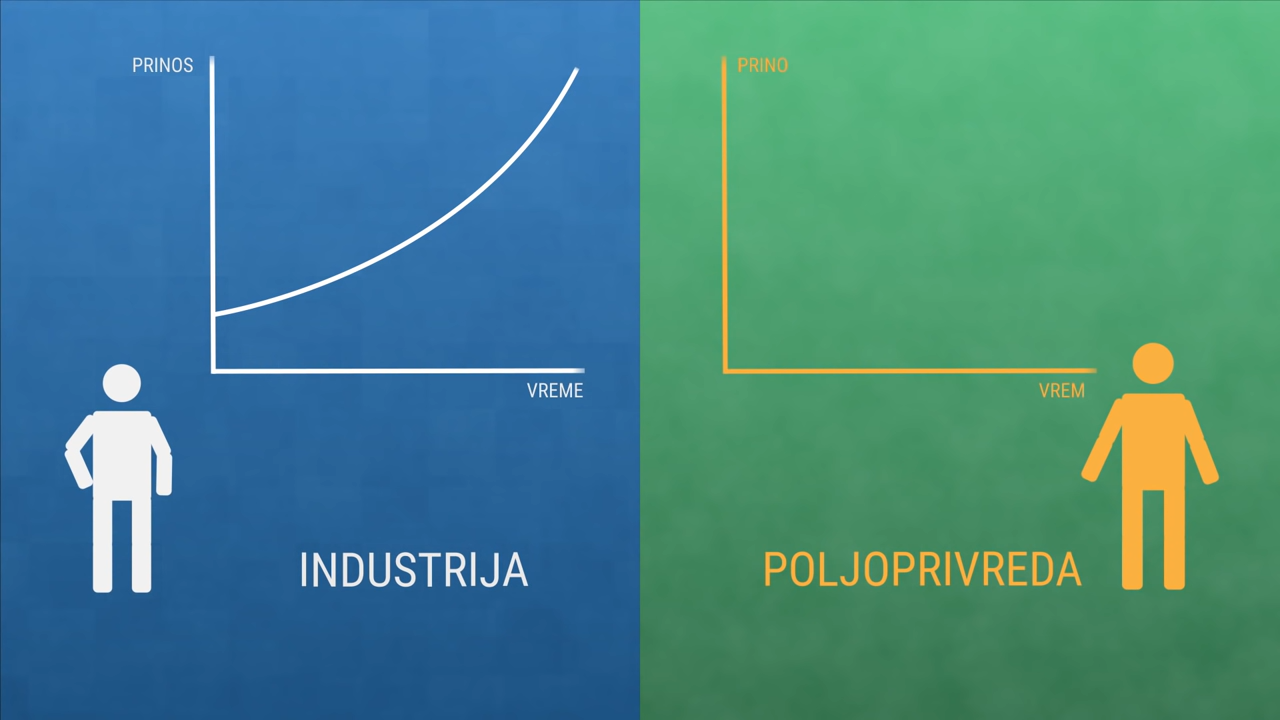 PRINOS
VREME
INDUSTRIJA
PRINO
VREM
POLJOPRIVREDA